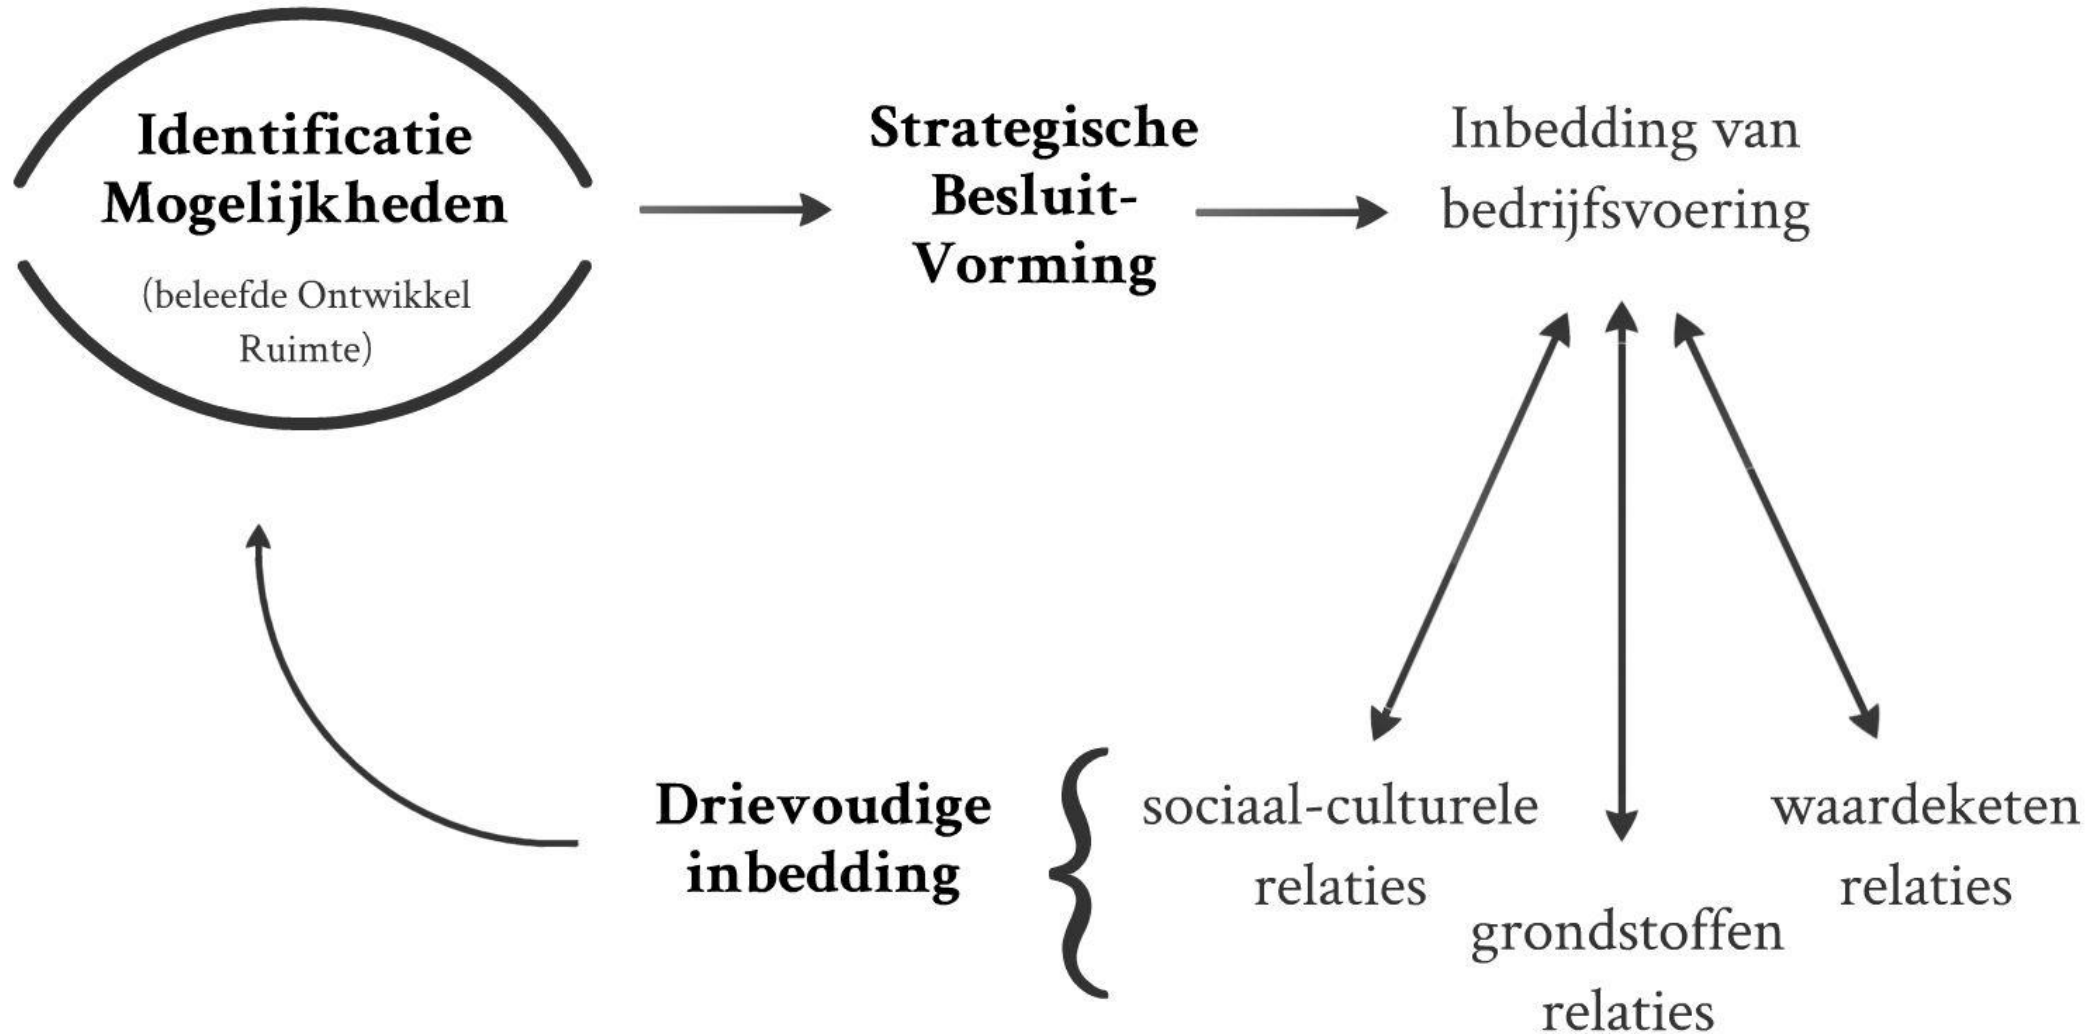 Identificatie
Mogelijkheden
(beleefde Ontwikkel
Ruimte)
Strategische
Besluit-
Vorming
Inbedding van
bedrijfsvoering
Drievoudige
inbedding
sociaal-culturele
relaties
grondstoffen
relaties
waardeketen
relaties